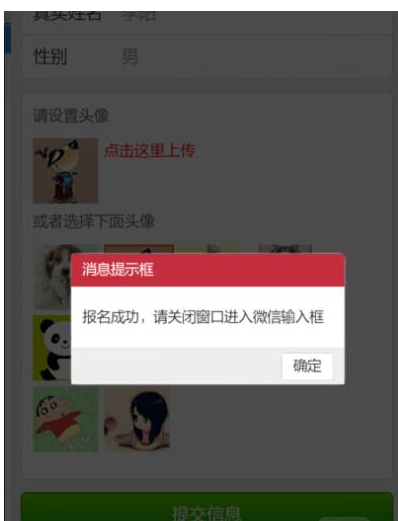 真实姓名 李阳
性别 男
请设置头像
点击这里上传
或者选择下面头像
消息提示框
报名成功，请关闭窗口进入微信输入框
确定
提交信息